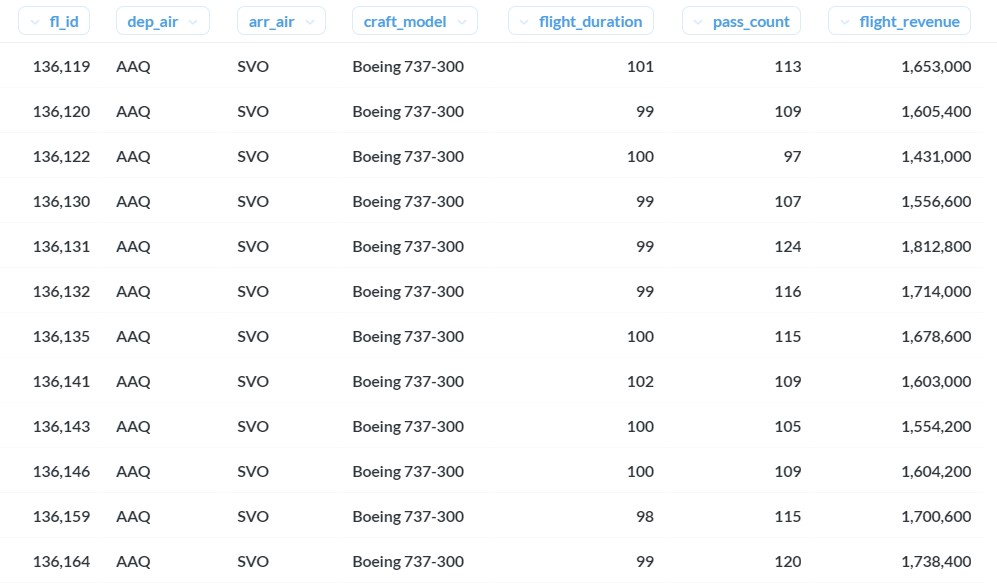 fl_id dep_air arr_air craft_model flight_duration pass_count flight_revenue
136,119 AAQ SVO Boeing 737-300 101 113 1,653,000
136,120 AAQ SVO Boeing 737-300 99 109 1,605,400
136,122 AAQ SVO Boeing 737-300 100 97 1,431,000
136,130 AAQ SVO Boeing 737-300 99 107 1,556,600
136,131 AAQ SVO Boeing 737-300 99 124 1,812,800
136,132 AAQ SVO Boeing 737-300 99 116 1,714,000
136,135 AAQ SVO Boeing 737-300 100 115 1,678,600
136,141 AAQ SVO Boeing 737-300 102 109 1,603,000
136,143 AAQ SVO Boeing 737-300 100 105 1,554,200
136,146 AAQ SVO Boeing 737-300 100 109 1,604,200
136,159 AAQ SVO Boeing 737-300 98 115 1,700,600
136,164 AAQ SVO Boeing 737-300 99 120 1,738,400